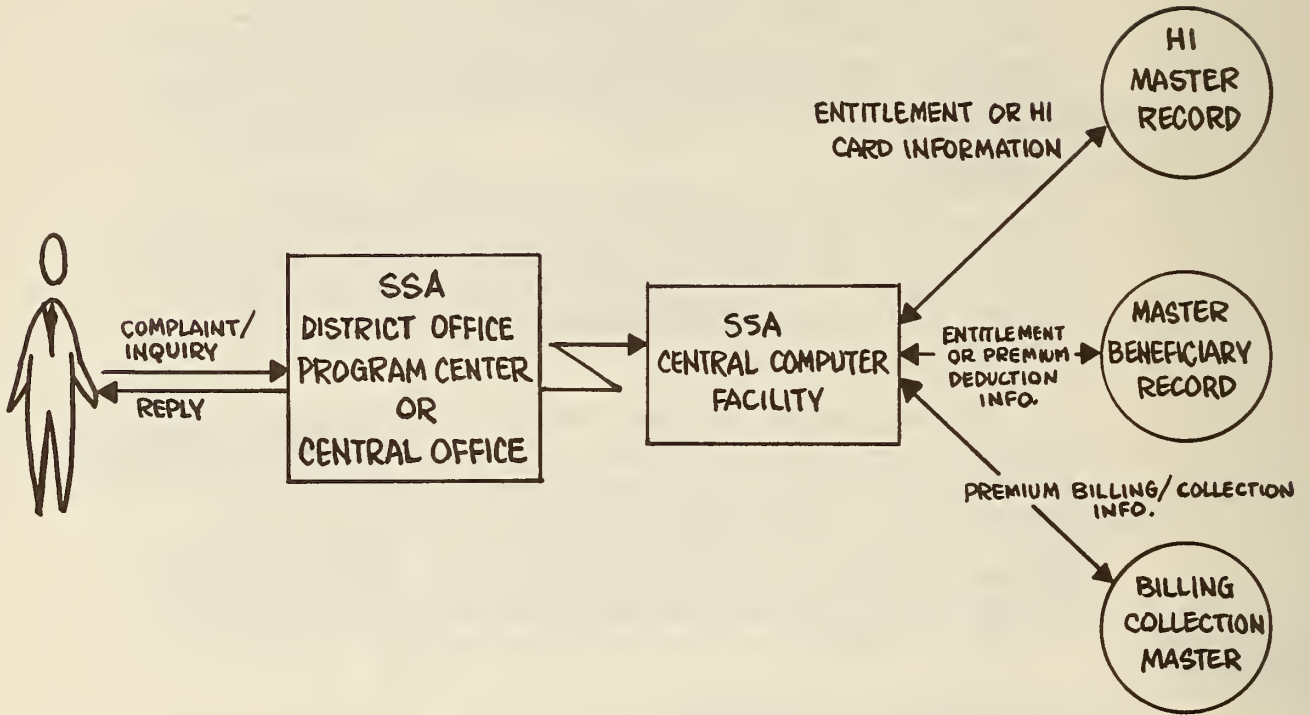 COMPLAINT/
INQUIRY
REPLY
SSA
DISTRICT OFFICE
PROGRAM CENTER
OR
CENTRAL OFFICE
SSA
CENTRAL COMPUTER
FACILITY
ENTITLEMENT OR HI
CARD INFORMATION
HI
MASTER
RECORD
ENTITLEMENT
OR PREMIUM
DEDUCTION
INFO.
MASTER
BENEFICIARY
RECORD
PREMIUM BILLING/COLLECTION
INFO.
BILLING
COLLECTION
MASTER